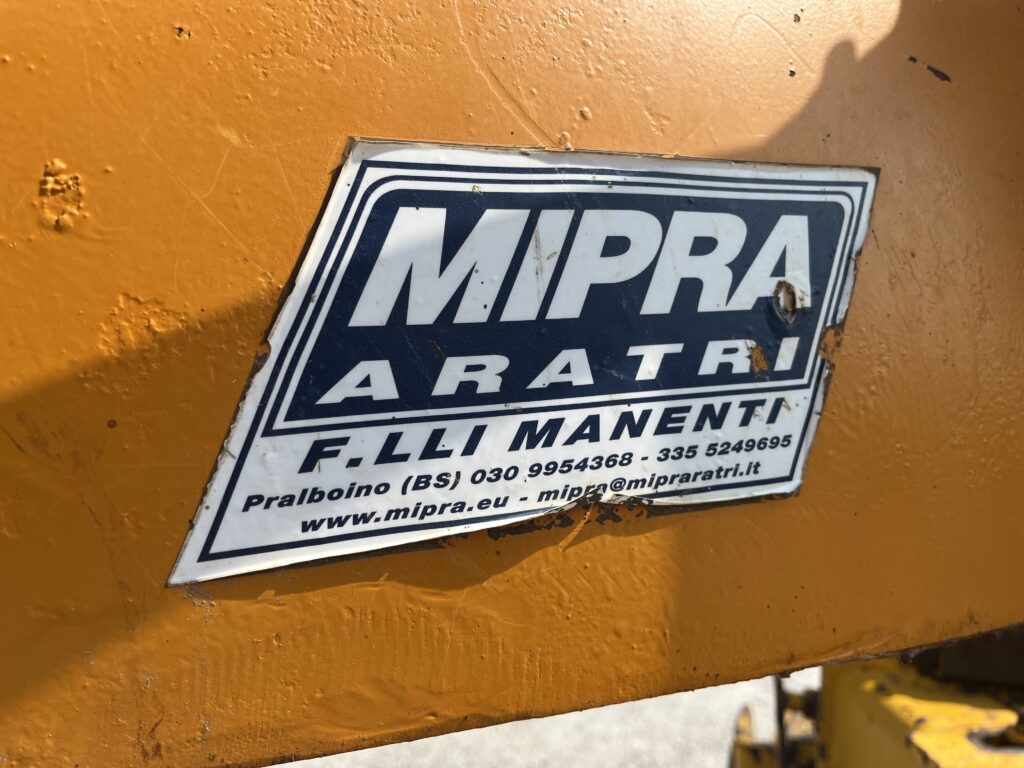 MIPRA
ARATRI
F.LLI MANENTI
Pralboino (BS) 030 9954368 - 335 5249695
www.mipra.eu - mipra@mipraratri.it